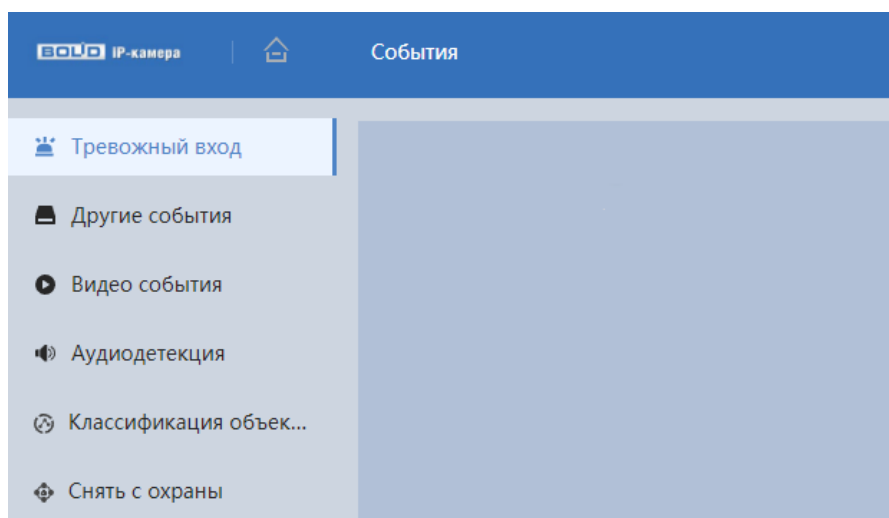 BOLID IP-камера
События
Тревожный вход
Другие события
Видео события
Аудиодетекция
Классификация объек...
Снять с охраны